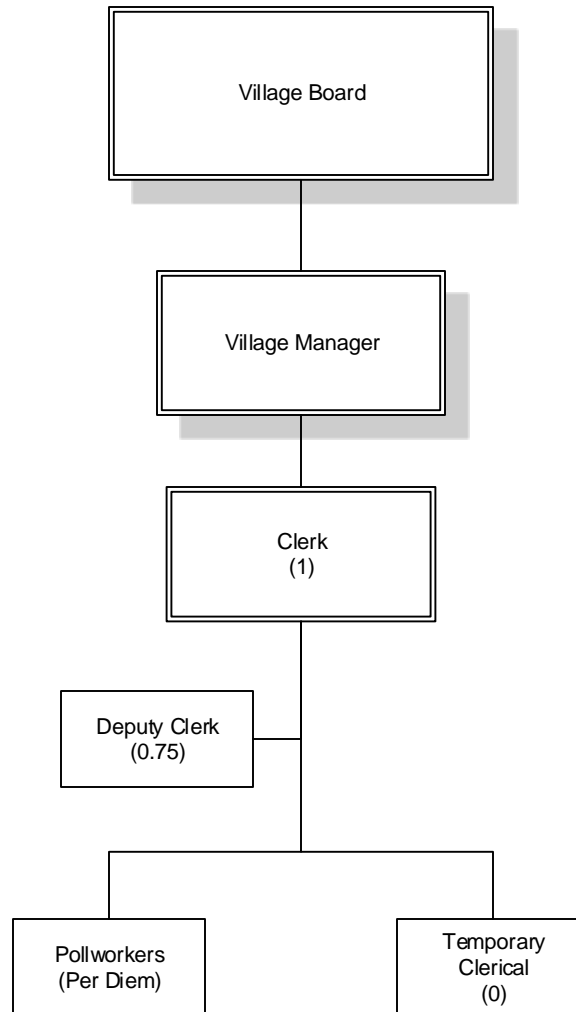 Village Board
Village Manager
Clerk
(1)
Deputy Clerk
(0.75)
Pollworkers
(Per Diem)
Temporary
Clerical
(0)